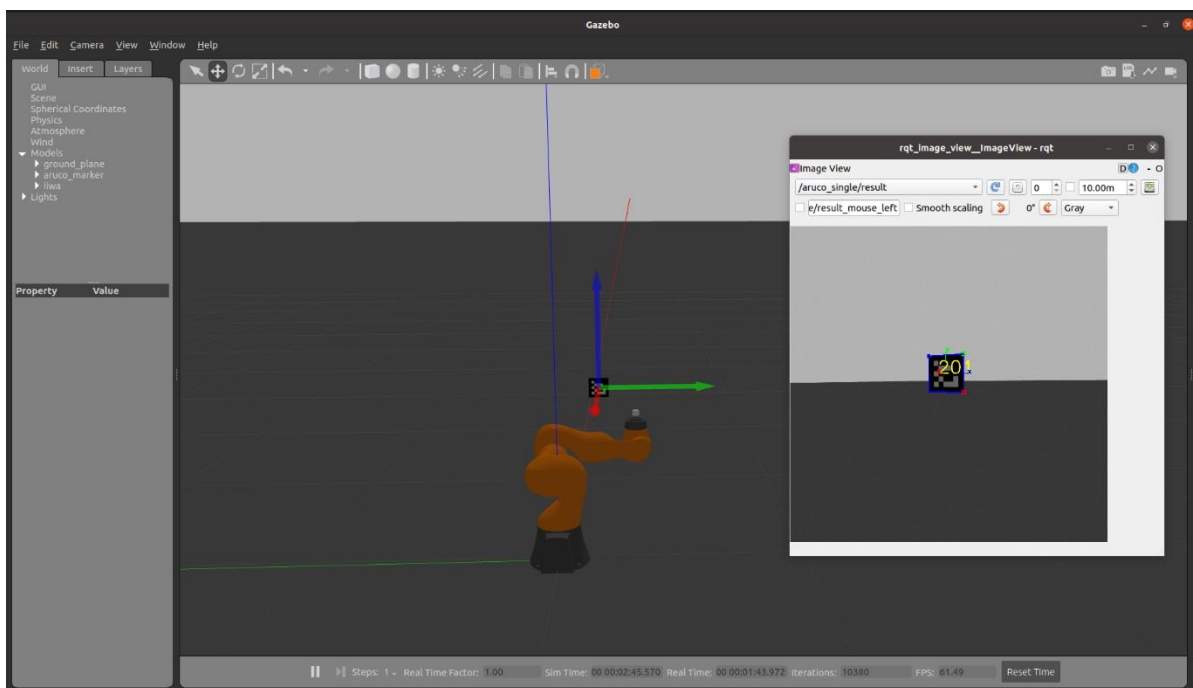 Gazebo
File Edit Camera View Window Help
World Insert Layers
GUI
Scene
Spherical Coordinates
Physics
Atmosphere
Wind
Models
ground_plane
aruco_marker
iiwa
Lights
Property Value
rqt_image_view__ImageView - rqt
Image View
D - O
/aruco_single/result 0 10.00m
e/result_mouse_left Smooth scaling 0° Gray
20
Steps: 1 Real Time Factor: 1.00 Sim Time: 00 00:02:45.570 Real Time: 00 00:01:43.972 Iterations: 10380 FPS: 61.49 Reset Time